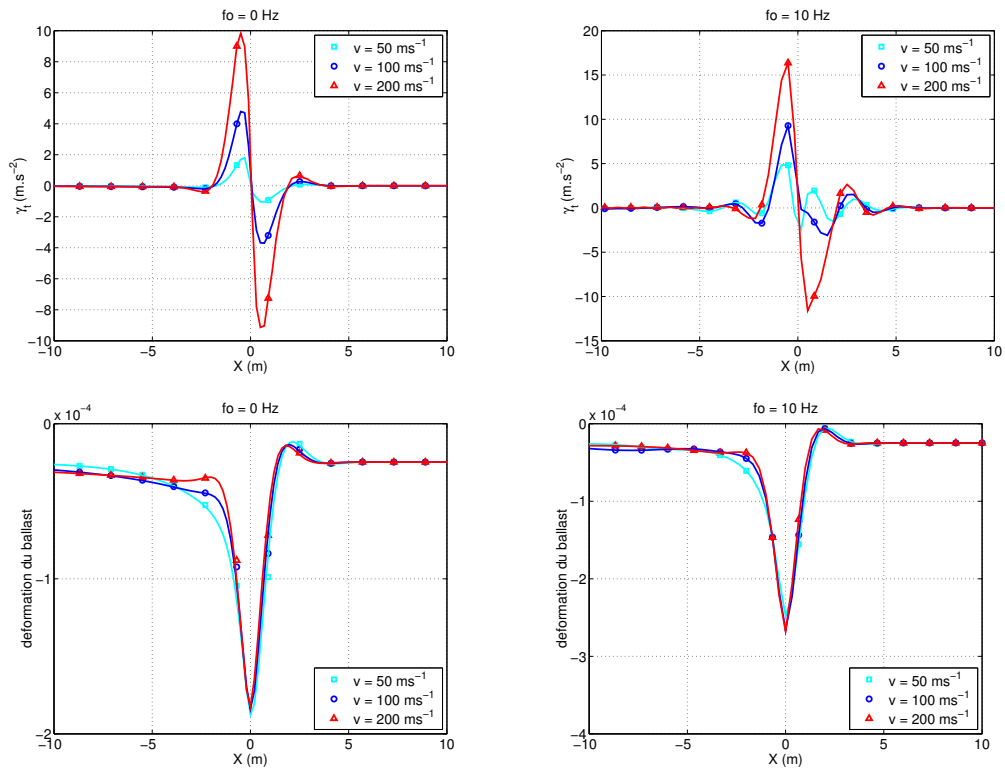 fo = 0 Hz
10
8
6
4
2
0
−2
−4
−6
−8
−10
−10
−5
0
5
10
X (m)
γt (m.s−2)
v = 50 ms−1
v = 100 ms−1
v = 200 ms−1
fo = 10 Hz
20
15
10
5
0
−5
−10
−15
−10
−5
0
5
10
X (m)
γt (m.s−2)
v = 50 ms−1
v = 100 ms−1
v = 200 ms−1
x 10−4
fo = 0 Hz
0
−1
−2
−10
−5
0
5
10
X (m)
deformation du ballast
v = 50 ms−1
v = 100 ms−1
v = 200 ms−1
x 10−4
fo = 10 Hz
0
−1
−2
−3
−4
−10
−5
0
5
10
X (m)
deformation du ballast
v = 50 ms−1
v = 100 ms−1
v = 200 ms−1